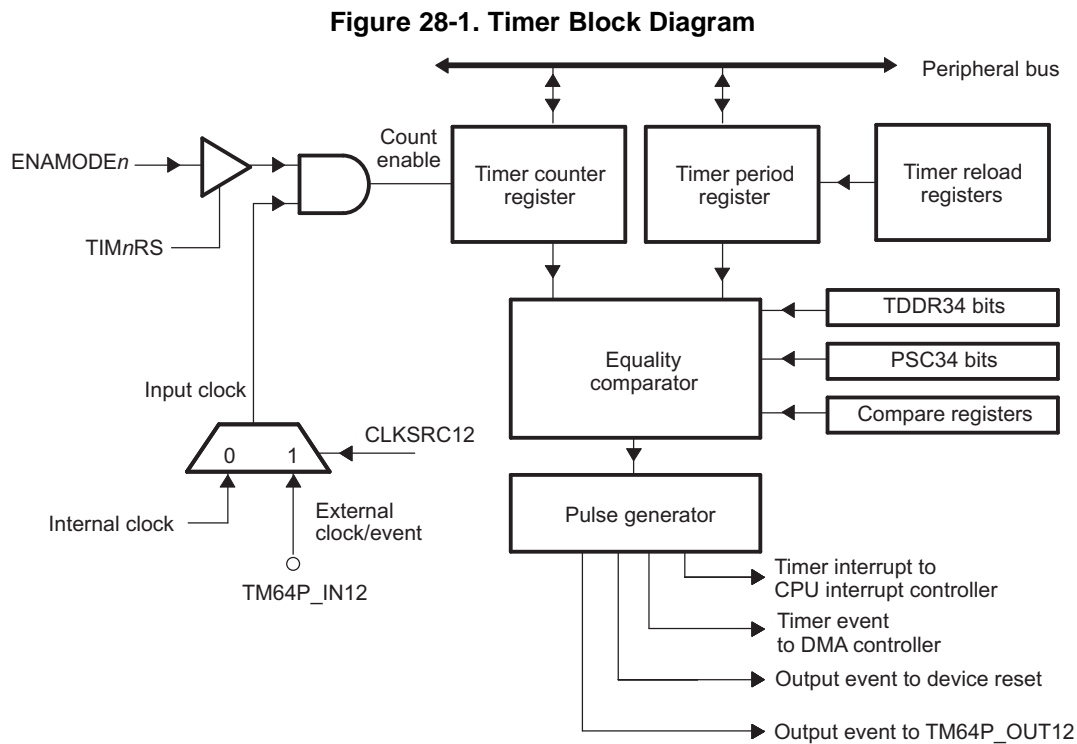 Figure 28-1. Timer Block Diagram
Peripheral bus
ENAMODEn
Count
enable
Timer counter
register
Timer period
register
Timer reload
registers
TIMnRS
TDDR34 bits
Equality
comparator
PSC34 bits
Input clock
Compare registers
CLKSRC12
0 1
Internal clock
External
clock/event
Pulse generator
TM64P_IN12
Timer interrupt to
CPU interrupt controller
Timer event
to DMA controller
Output event to device reset
Output event to TM64P_OUT12